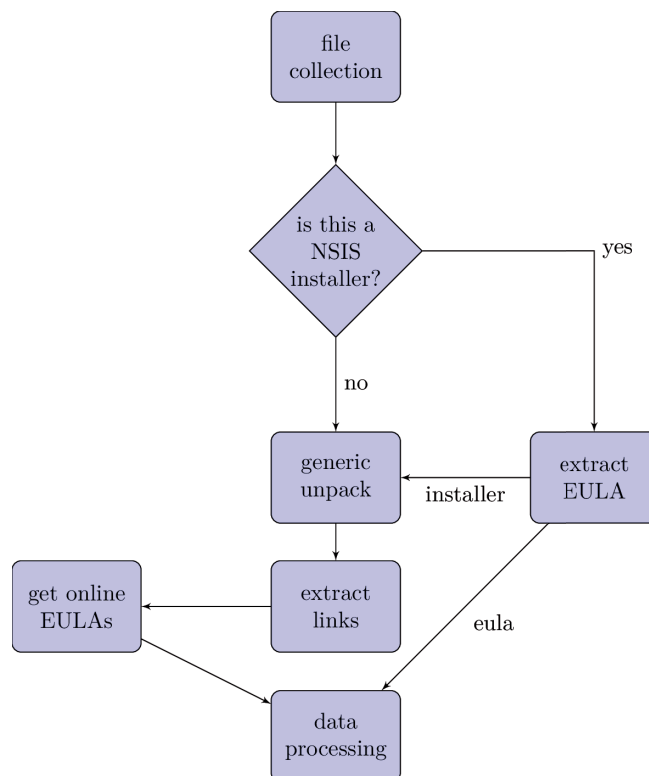 file
collection
is this a
NSIS
installer?
yes
no
generic
unpack
installer
extract
EULA
get online
EULAs
extract
links
eula
data
processing